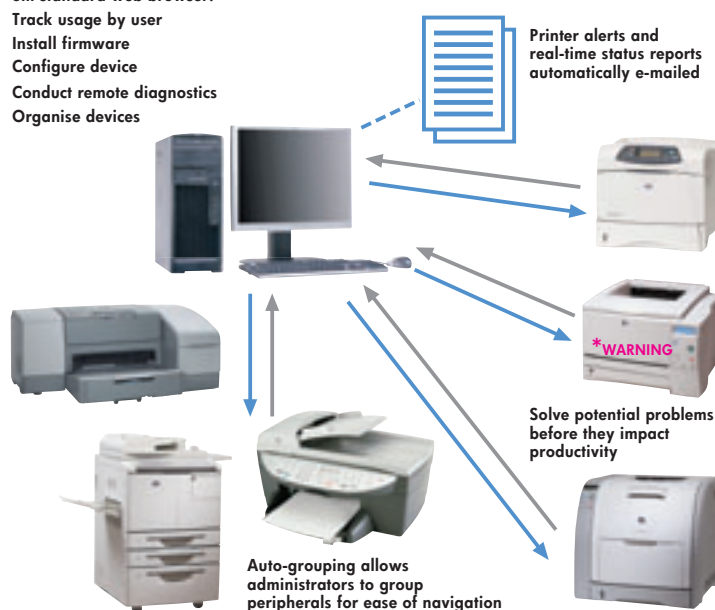 Track usage by user
Install firmware
Configure device
Conduct remote diagnostics
Organise devices
Printer alerts and
real-time status reports
automatically e-mailed
*WARNING
Solve potential problems
before they impact
productivity
Auto-grouping allows
administrators to group
peripherals for ease of navigation